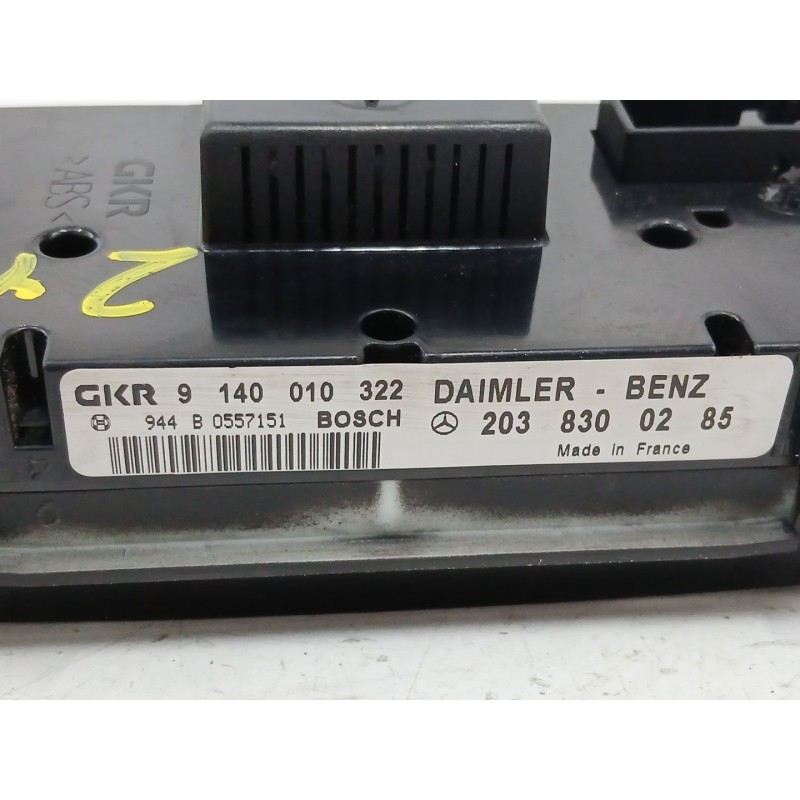 GKR
>ABS<
2
GKR 9 140 010 322 DAIMLER - BENZ
944 B 0557151 BOSCH 203 830 02 85
Made in France